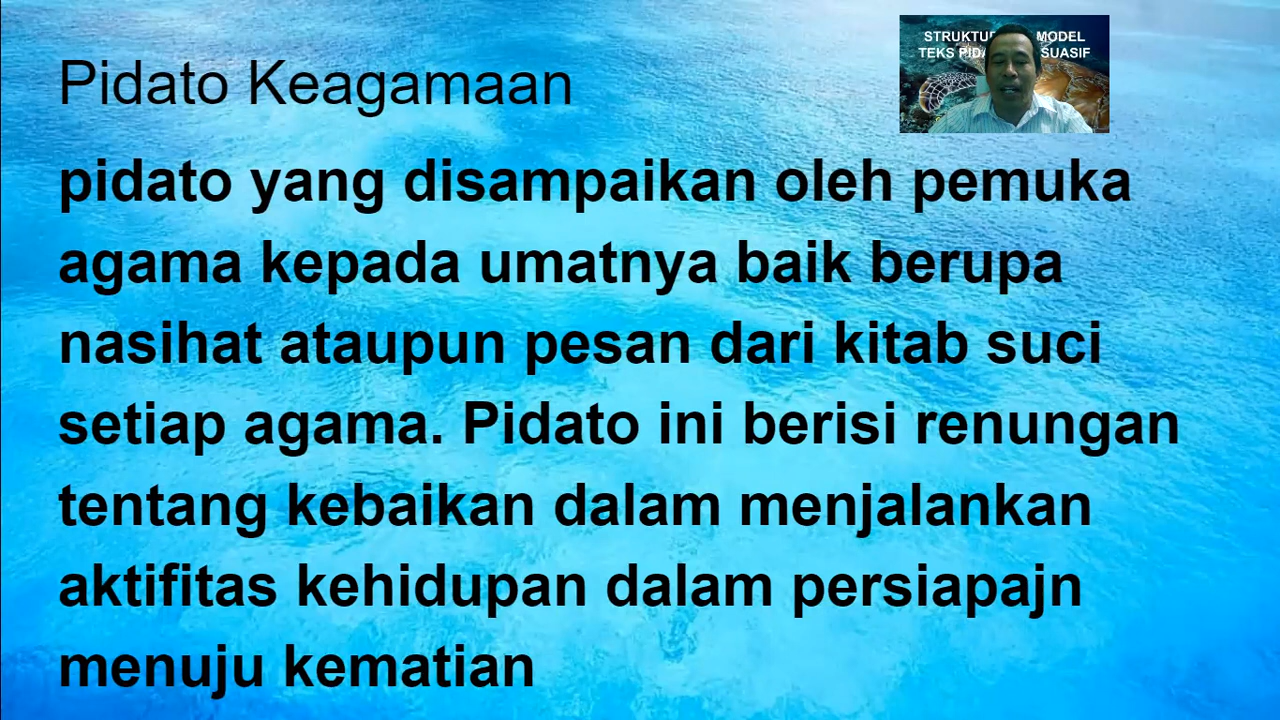 Pidato Keagamaan
STRUKTUR MODEL
TEKS SUASIF
pidato yang disampaikan oleh pemuka
agama kepada umatnya baik berupa
nasihat ataupun pesan dari kitab suci
setiap agama. Pidato ini berisi renungan
tentang kebaikan dalam menjalankan
aktifitas kehidupan dalam persiapajn
menuju kematian